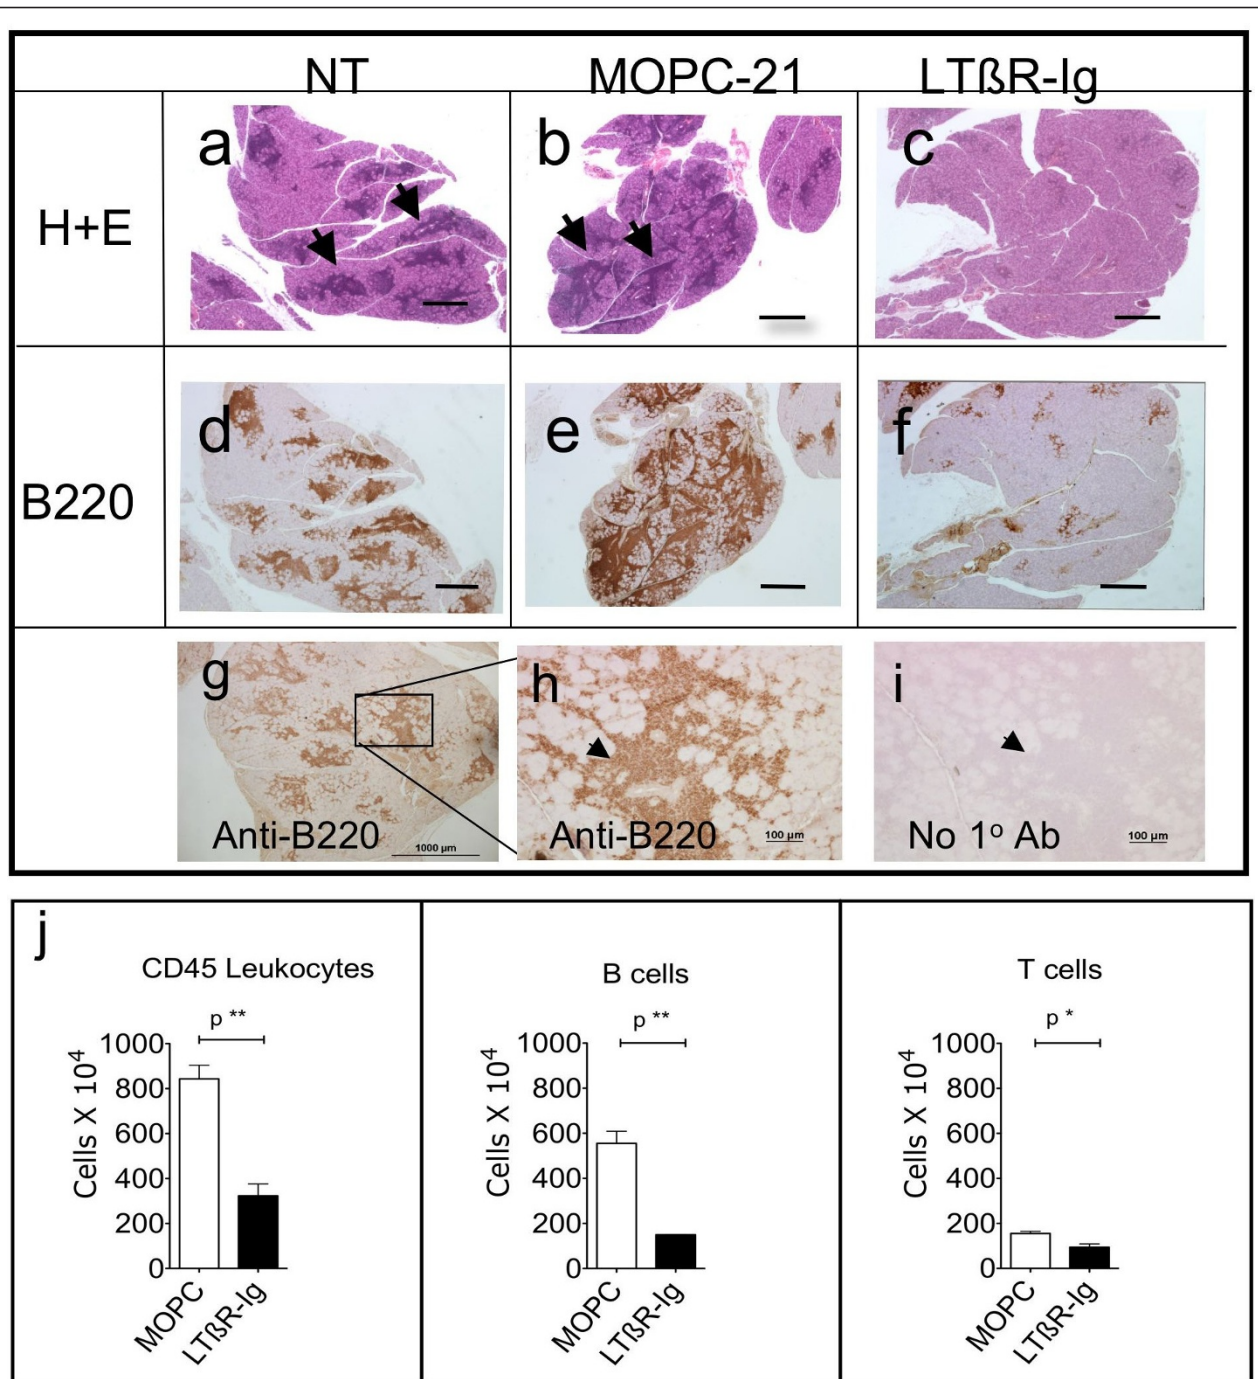 NT MOPC-21 LTßR-Ig
H+E
a b c
B220
d e f
g h i
Anti-B220 Anti-B220 No 1º Ab
1000 µm 100 µm 100 µm
j
CD45 Leukocytes
p **
Cells X 10⁴
1000
800
600
400
200
0
MOPC
LTßR-Ig
B cells
p **
Cells X 10⁴
1000
800
600
400
200
0
MOPC
LTßR-Ig
T cells
p *
Cells X 10⁴
1000
800
600
400
200
0
MOPC
LTßR-Ig